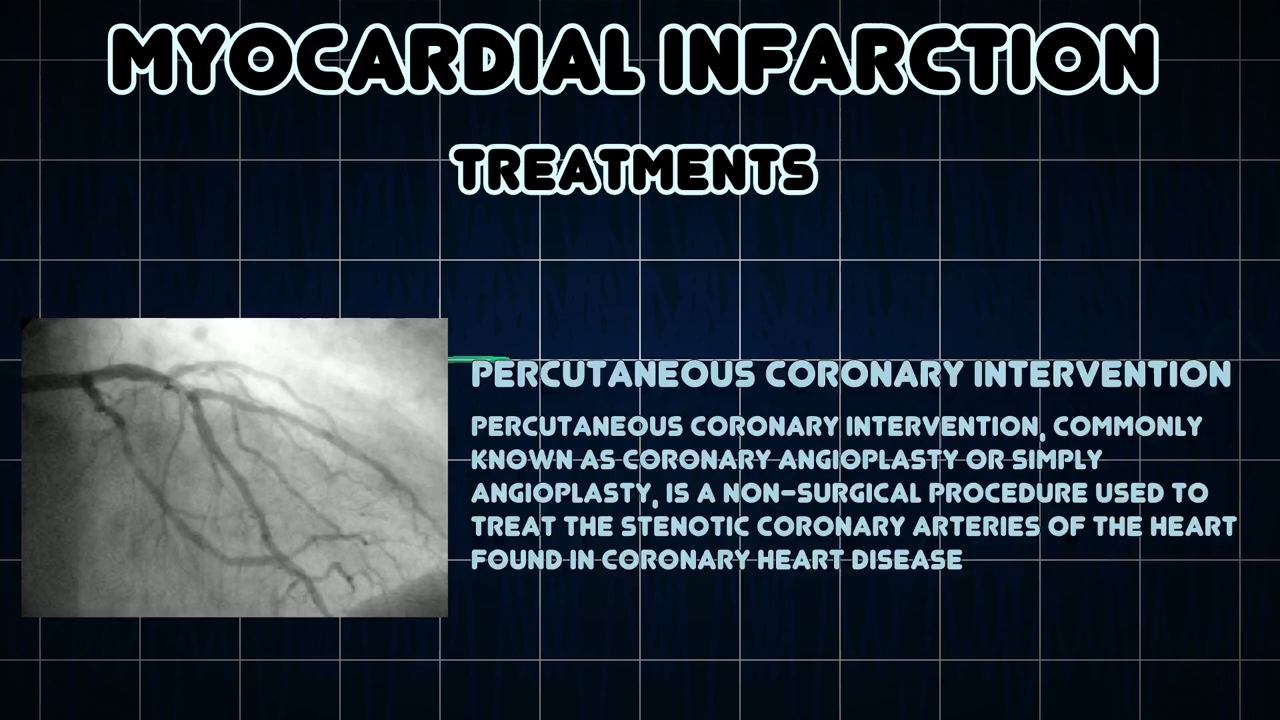 MYOCARDIAL INFARCTION
TREATMENTS
PERCUTANEOUS CORONARY INTERVENTION
PERCUTANEOUS CORONARY INTERVENTION, COMMONLY
KNOWN AS CORONARY ANGIOPLASTY OR SIMPLY
ANGIOPLASTY, IS A NON-SURGICAL PROCEDURE USED TO
TREAT THE STENOTIC CORONARY ARTERIES OF THE HEART
FOUND IN CORONARY HEART DISEASE